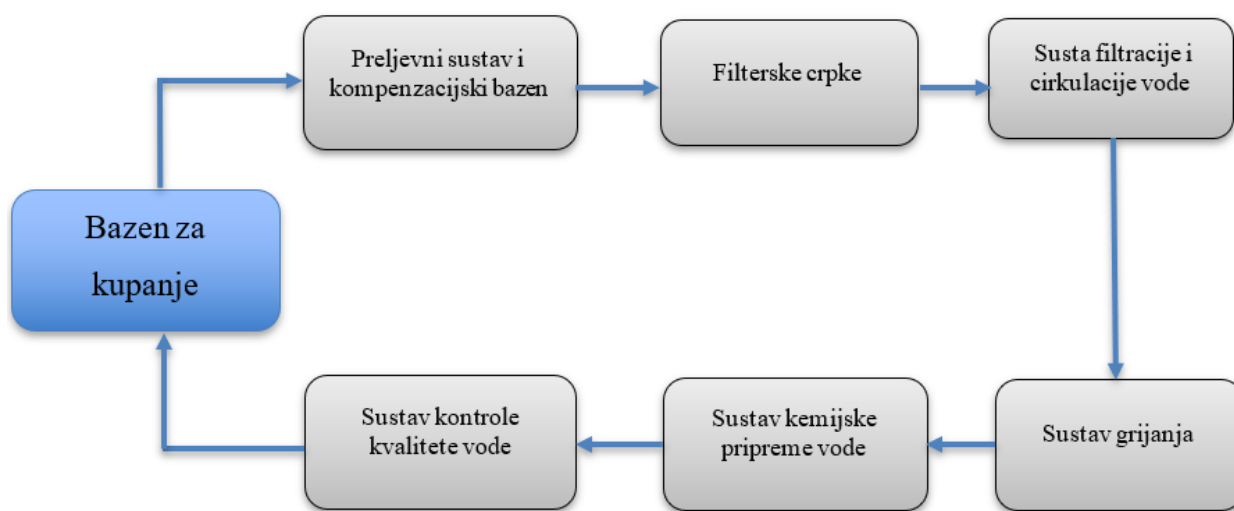 Preljevni sustav i
kompenzacijski bazen
Filterske crpke
Susta filtracije i
cirkulacije vode
Bazen za
kupanje
Sustav kontrole
kvalitete vode
Sustav kemijske
pripreme vode
Sustav grijanja